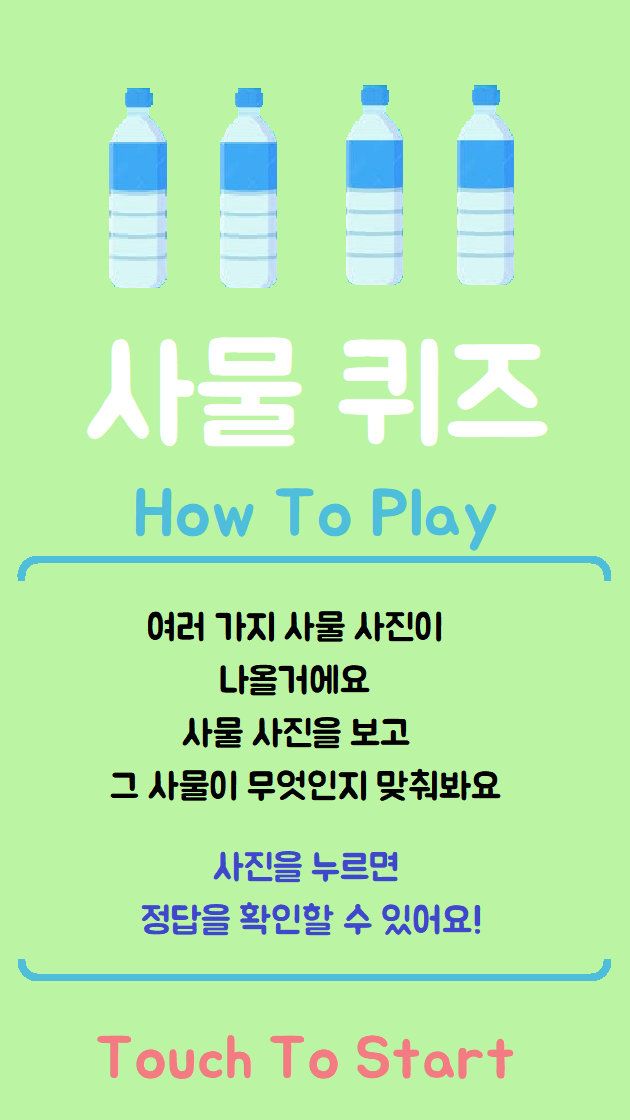 사물 퀴즈
How To Play
여러 가지 사물 사진이
나올거에요
사물 사진을 보고
그 사물이 무엇인지 맞춰봐요
사진을 누르면
정답을 확인할 수 있어요!
Touch To Start